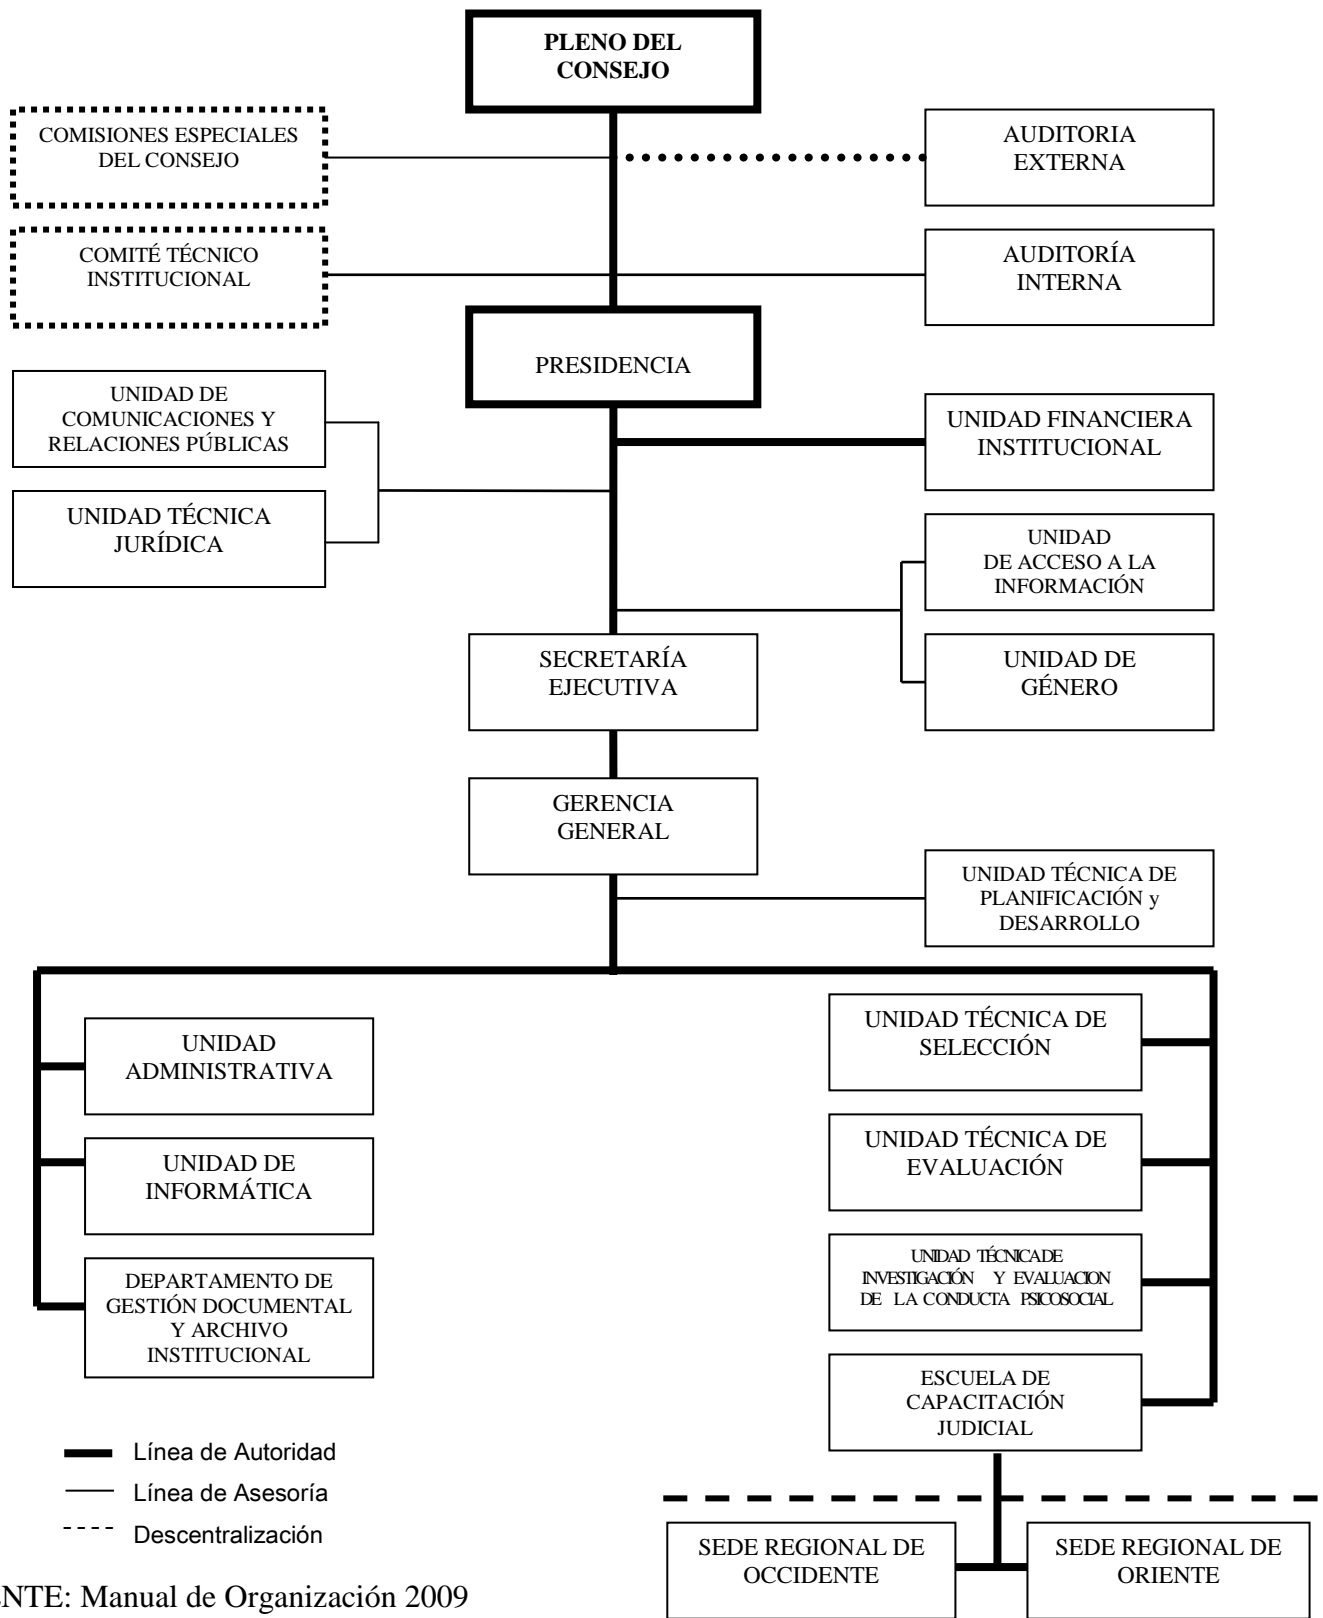 PLENO DEL
CONSEJO
COMISIONES ESPECIALES
DEL CONSEJO
AUDITORIA
EXTERNA
COMITÉ TÉCNICO
INSTITUCIONAL
AUDITORÍA
INTERNA
PRESIDENCIA
UNIDAD DE
COMUNICACIONES Y
RELACIONES PÚBLICAS
UNIDAD FINANCIERA
INSTITUCIONAL
UNIDAD TÉCNICA
JURÍDICA
UNIDAD
DE ACCESO A LA
INFORMACIÓN
SECRETARÍA
EJECUTIVA
UNIDAD DE
GÉNERO
GERENCIA
GENERAL
UNIDAD TÉCNICA DE
PLANIFICACIÓN y
DESARROLLO
UNIDAD
ADMINISTRATIVA
UNIDAD DE
INFORMÁTICA
DEPARTAMENTO DE
GESTIÓN DOCUMENTAL
Y ARCHIVO
INSTITUCIONAL
UNIDAD TÉCNICA DE
SELECCIÓN
UNIDAD TÉCNICA DE
EVALUACIÓN
UNIDAD TÉCNICA DE
INVESTIGACIÓN Y EVALUACION
DE LA CONDUCTA PSICOSOCIAL
ESCUELA DE
CAPACITACIÓN
JUDICIAL
Línea de Autoridad
Línea de Asesoría
Descentralización
SEDE REGIONAL DE
OCCIDENTE
SEDE REGIONAL DE
ORIENTE
ENTE: Manual de Organización 2009